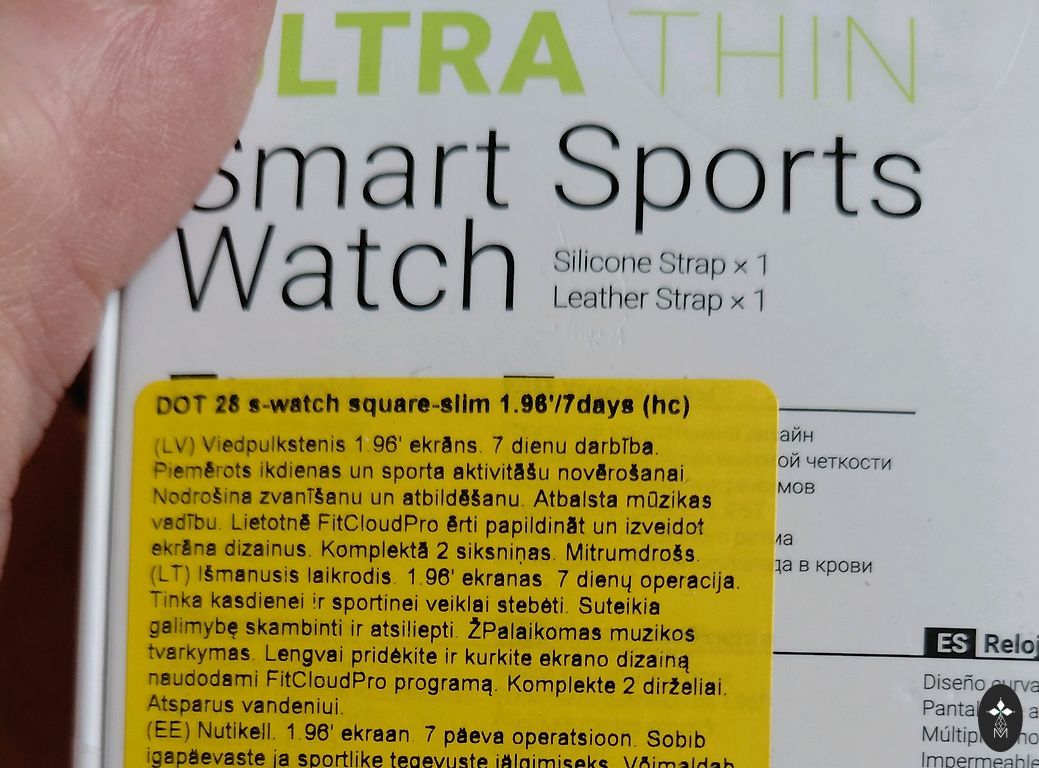 ULTRA THIN
Smart Sports
Watch
Silicone Strap × 1
Leather Strap × 1
DOT 28 s-watch square-slim 1.96'/7days (hc)
(LV) Viedpulkstenis 1.96' ekrāns. 7 dienu darbība.
Piemērots ikdienas un sporta aktivitāšu novērošanai.
Nodrošina zvanīšanu un atbildēšanu. Atbalsta mūzikas
vadību. Lietotnē FitCloudPro ērti papildināt un izveidot
ekrāna dizainus. Komplektā 2 siksniņas. Mitrumdrošs.
(LT) Išmanusis laikrodis. 1.96' ekranas. 7 dienų operacija.
Tinka kasdienei ir sportinei veiklai stebėti. Suteikia
galimybę skambinti ir atsiliepti. ŽPalaikomas muzikos
tvarkymas. Lengvai pridėkite ir kurkite ekrano dizainą
naudodami FitCloudPro programą. Komplekte 2 dirželiai.
Atsparus vandeniui.
(EE) Nutikell. 1.96' ekraan. 7 päeva operatsioon. Sobib
igapäevaste ja sportlike tegevuste jälgimiseks. Võimaldab
ой четкости
да в крови
ES Reloj
Diseño curva
Impermeable